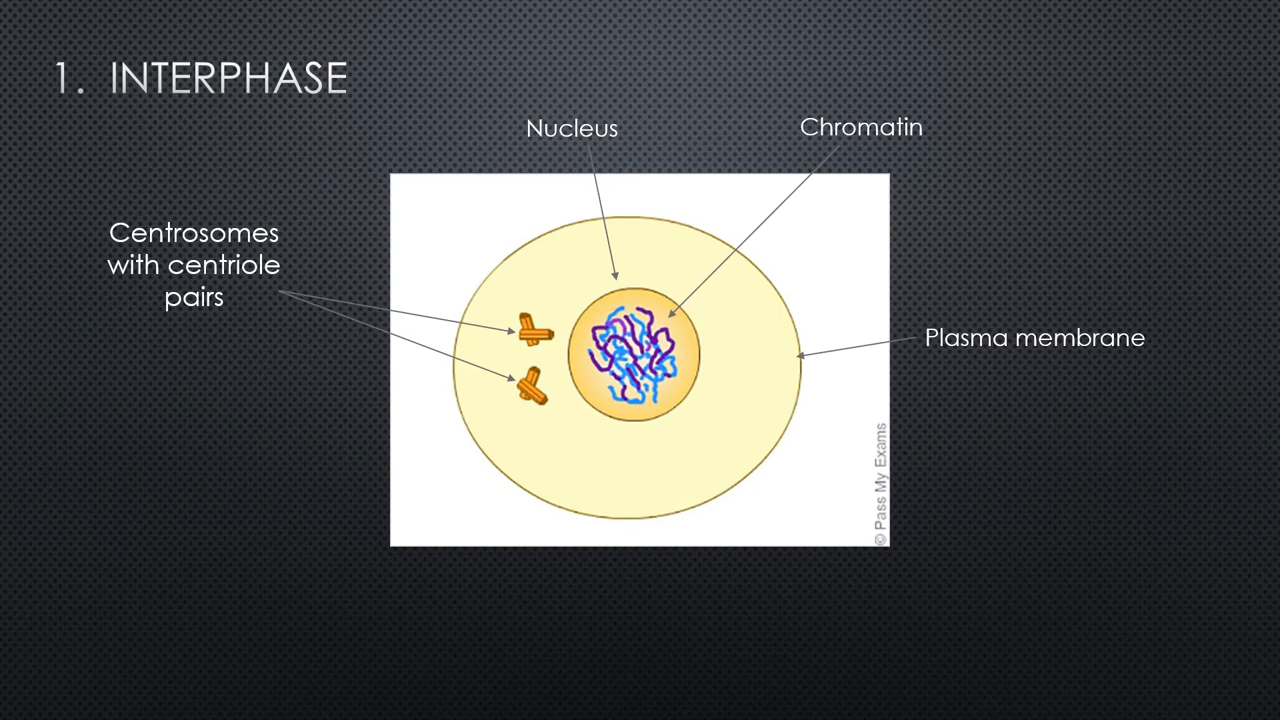 1. INTERPHASE
Nucleus
Chromatin
Centrosomes
with centriole
pairs
Plasma membrane
© Pass My Exams